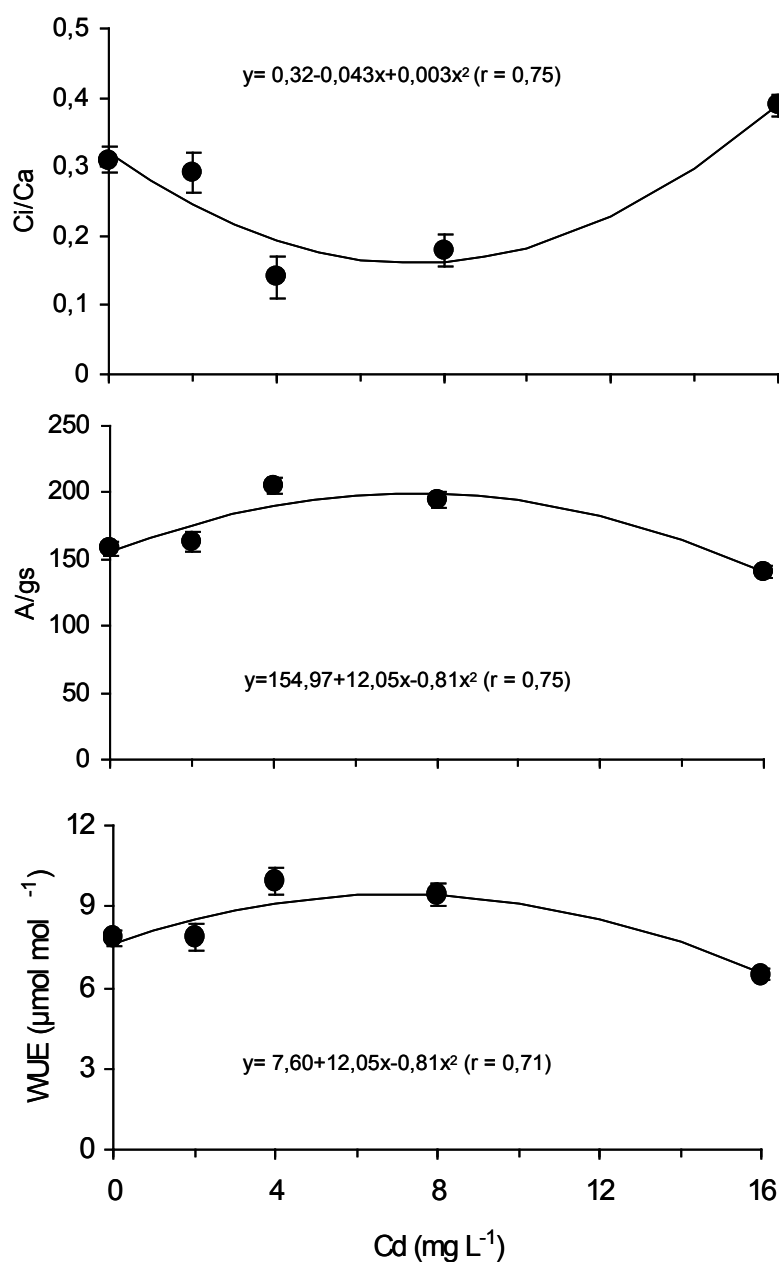 0,5
y= 0,32-0,043x+0,003x² (r = 0,75)
0,4
0,3
Ci/Ca
0,2
0,1
0
250
200
150
A/gs
100
y=154,97+12,05x-0,81x² (r = 0,75)
50
0
12
9
WUE (µmol mol ⁻¹)
6
3
y= 7,60+12,05x-0,81x² (r = 0,71)
0
0 4 8 12 16
Cd (mg L⁻¹)